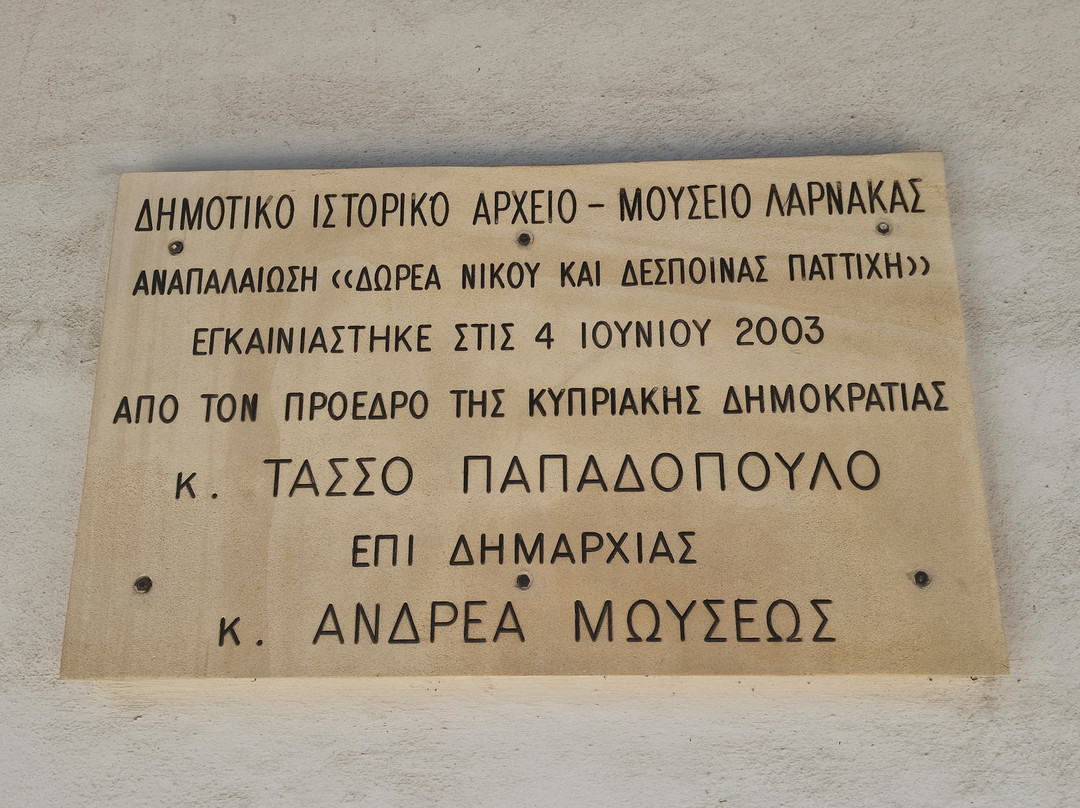 ΔΗΜΟΤΙΚΟ ΙΣΤΟΡΙΚΟ ΑΡΧΕΙΟ – ΜΟΥΣΕΙΟ ΛΑΡΝΑΚΑΣ
ΑΝΑΠΑΛΑΙΩΣΗ «ΔΩΡΕΑ ΝΙΚΟΥ ΚΑΙ ΔΕΣΠΟΙΝΑΣ ΠΑΤΤΙΧΗ»
ΕΓΚΑΙΝΙΑΣΤΗΚΕ ΣΤΙΣ 4 ΙΟΥΝΙΟΥ 2003
ΑΠΟ ΤΟΝ ΠΡΟΕΔΡΟ ΤΗΣ ΚΥΠΡΙΑΚΗΣ ΔΗΜΟΚΡΑΤΙΑΣ
κ. ΤΑΣΣΟ ΠΑΠΑΔΟΠΟΥΛΟ
ΕΠΙ ΔΗΜΑΡΧΙΑΣ
κ. ΑΝΔΡΕΑ ΜΩΥΣΕΩΣ